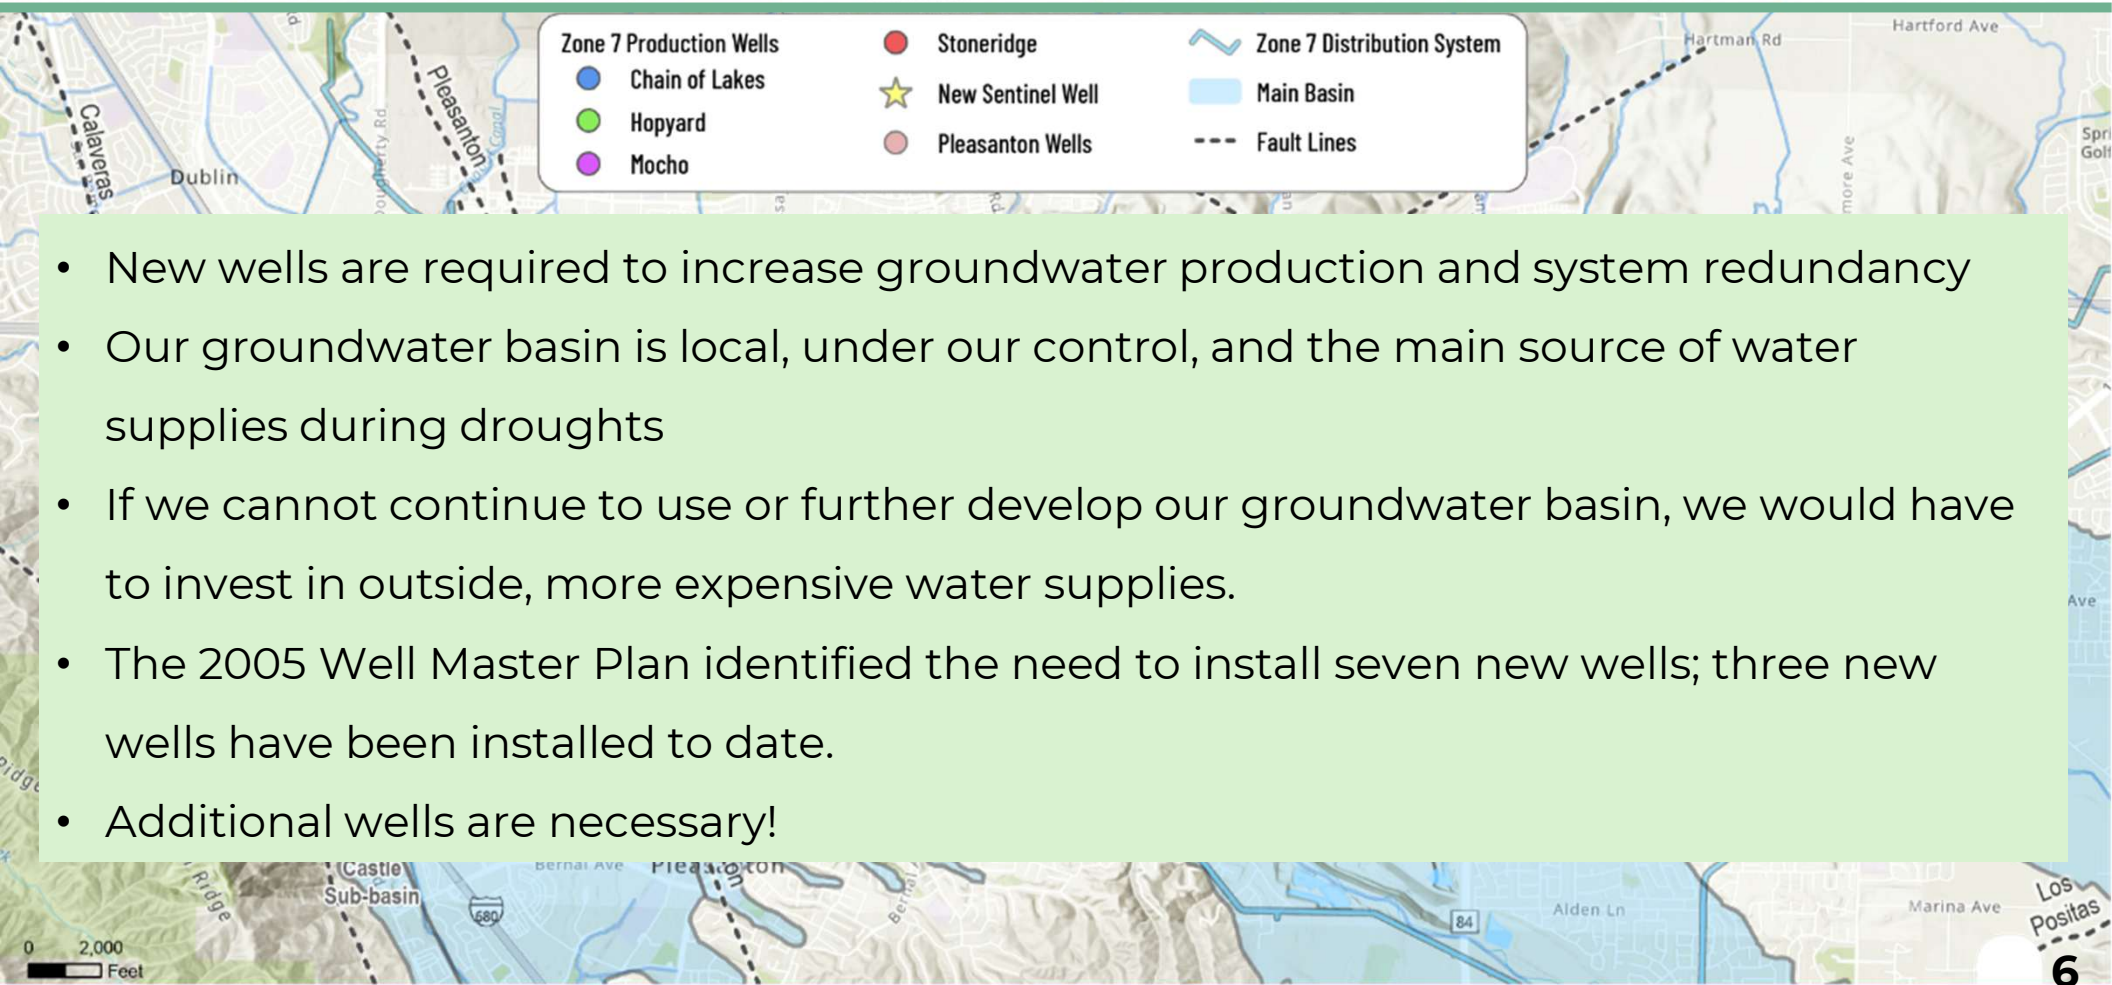 Hartford Ave
Hartman Rd
Zone 7 Production Wells
Chain of Lakes
Hopyard
Mocho
Stoneridge
New Sentinel Well
Pleasanton Wells
Zone 7 Distribution System
Main Basin
Fault Lines
Pleasanton
Canal
Calaveras
Dublin
• New wells are required to increase groundwater production and system redundancy
• Our groundwater basin is local, under our control, and the main source of water
supplies during droughts
• If we cannot continue to use or further develop our groundwater basin, we would have
to invest in outside, more expensive water supplies.
• The 2005 Well Master Plan identified the need to install seven new wells; three new
wells have been installed to date.
• Additional wells are necessary!
Ave
Castle
Sub-basin
Ridge
Bernal Ave
Pleasanton
680
Bernal
84
Alden Ln
Marina Ave
Los
Positas
0 2,000
Feet
6